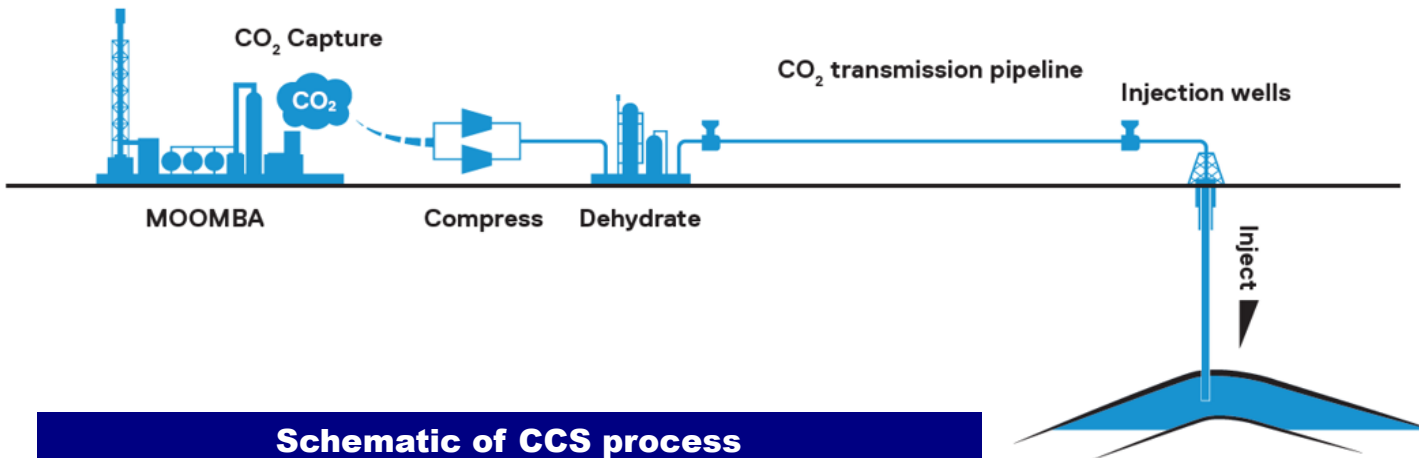 CO₂ Capture
CO₂
CO₂ transmission pipeline
Injection wells
MOOMBA
Compress
Dehydrate
Inject
Schematic of CCS process